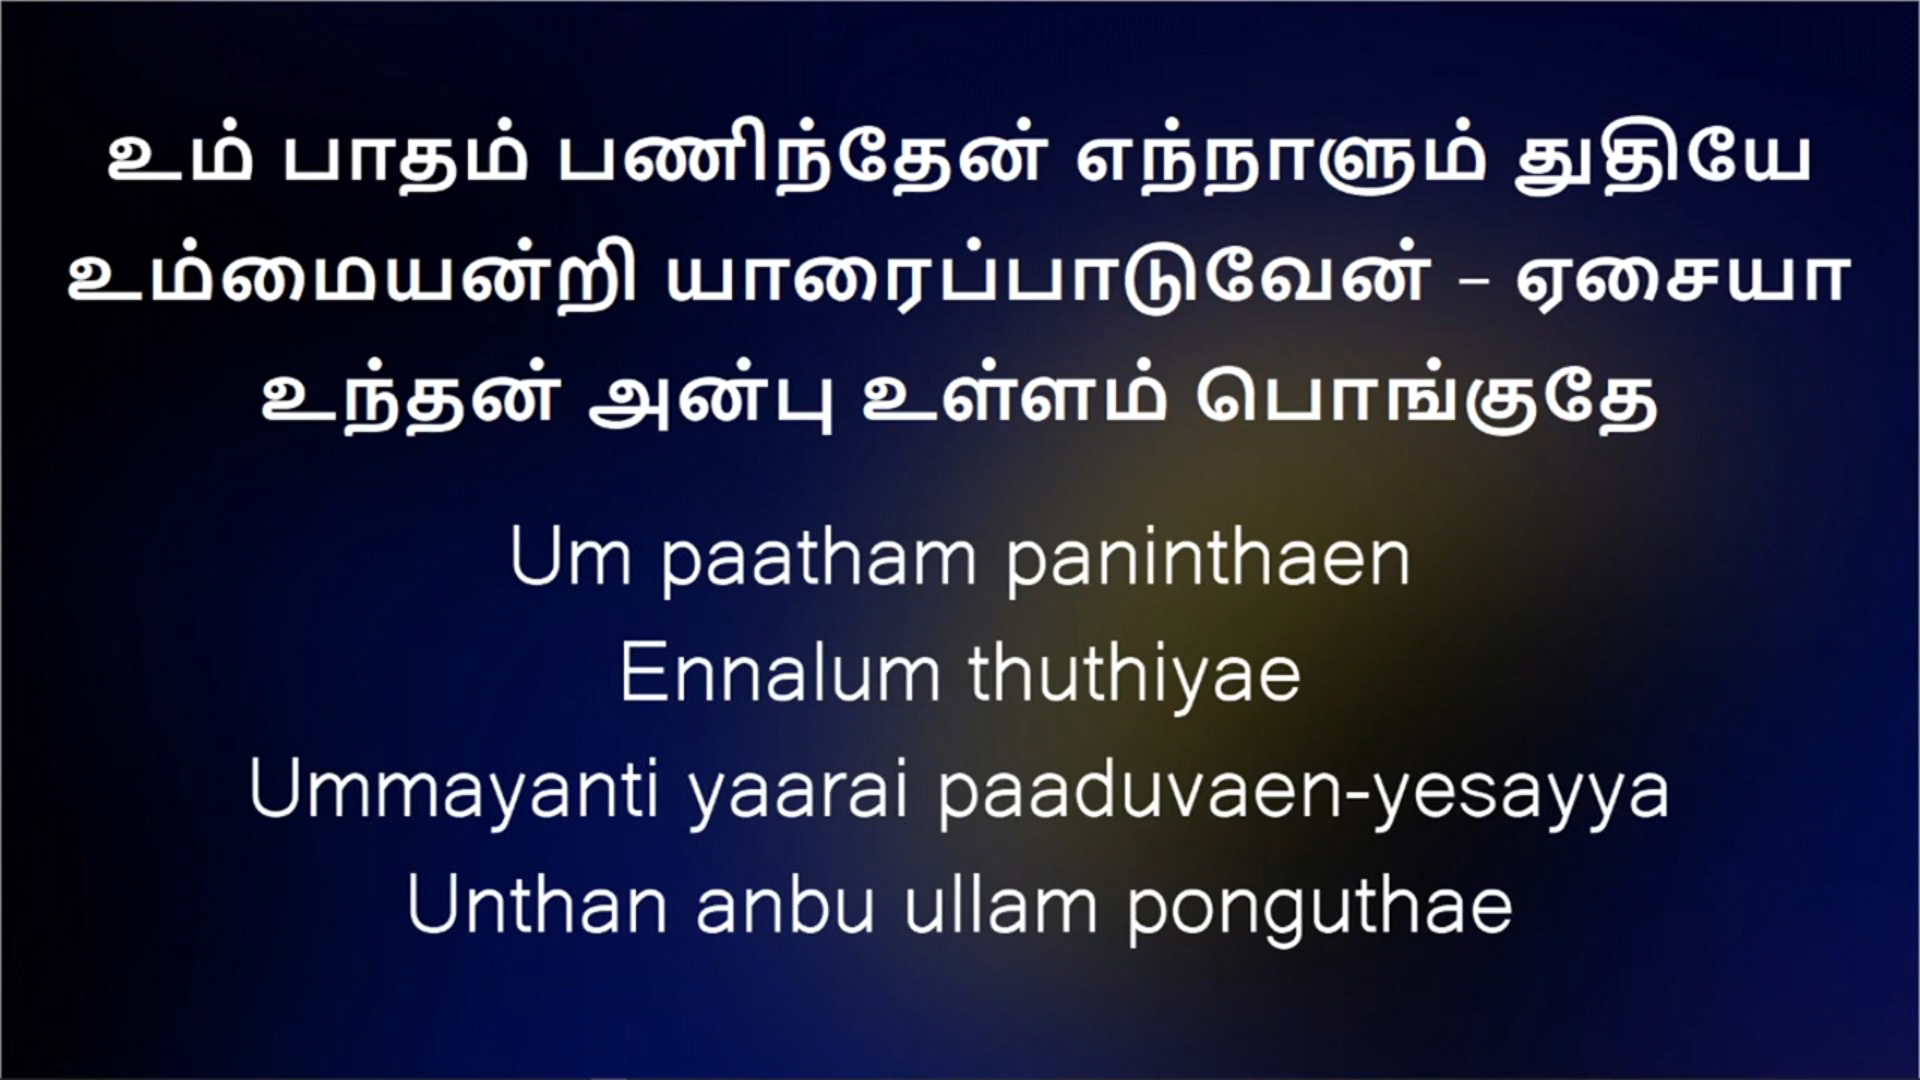 உம் பாதம் பணிந்தேன் எந்நாளும் துதியே
உம்மையன்றி யாரைப்பாடுவேன் – ஏசையா
உந்தன் அன்பு உள்ளம் பொங்குதே
Um paatham paninthaen
Ennalum thuthiyae
Ummayanti yaarai paaduvaen-yesayya
Unthan anbu ullam ponguthae